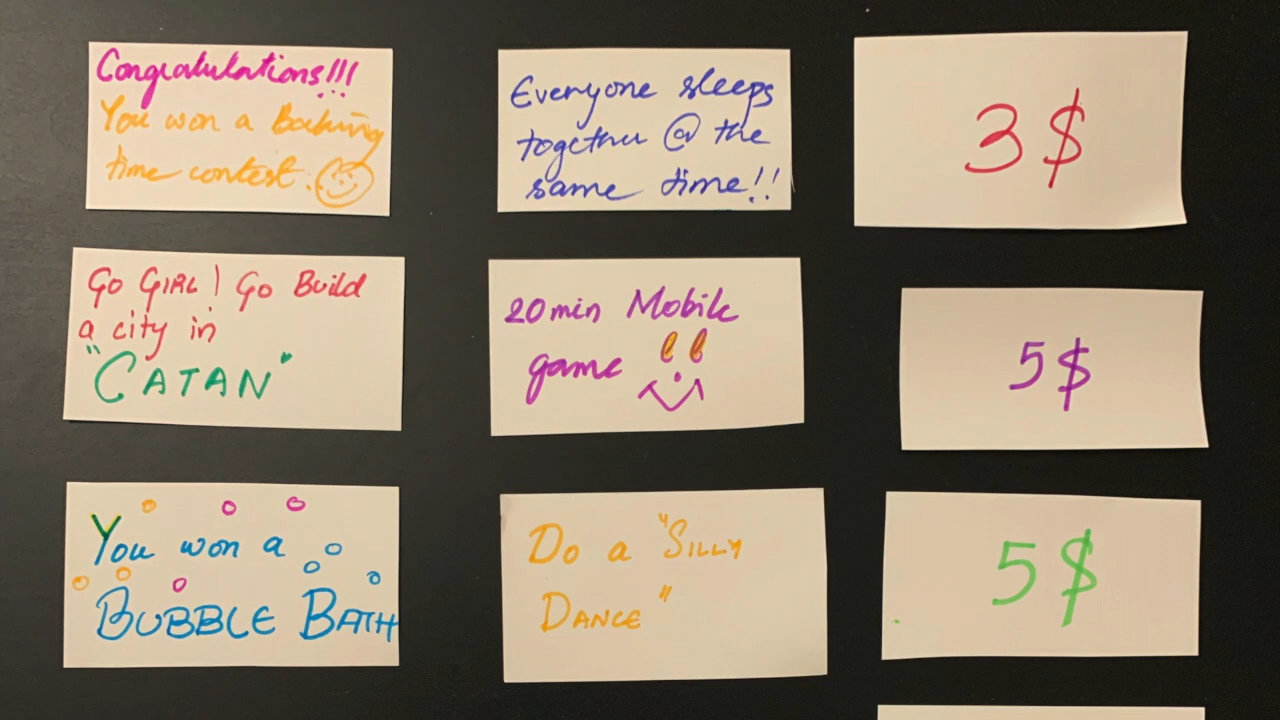 Congratulations!!!
You won a Baking
time contest.
Everyone sleeps
together @ the
same time!!
3$
Go GIRL! Go Build
a city in
"CATAN"
20min Mobile
game
5$
You won a
BUBBLE BATH
Do a "SILLY
DANCE"
5$